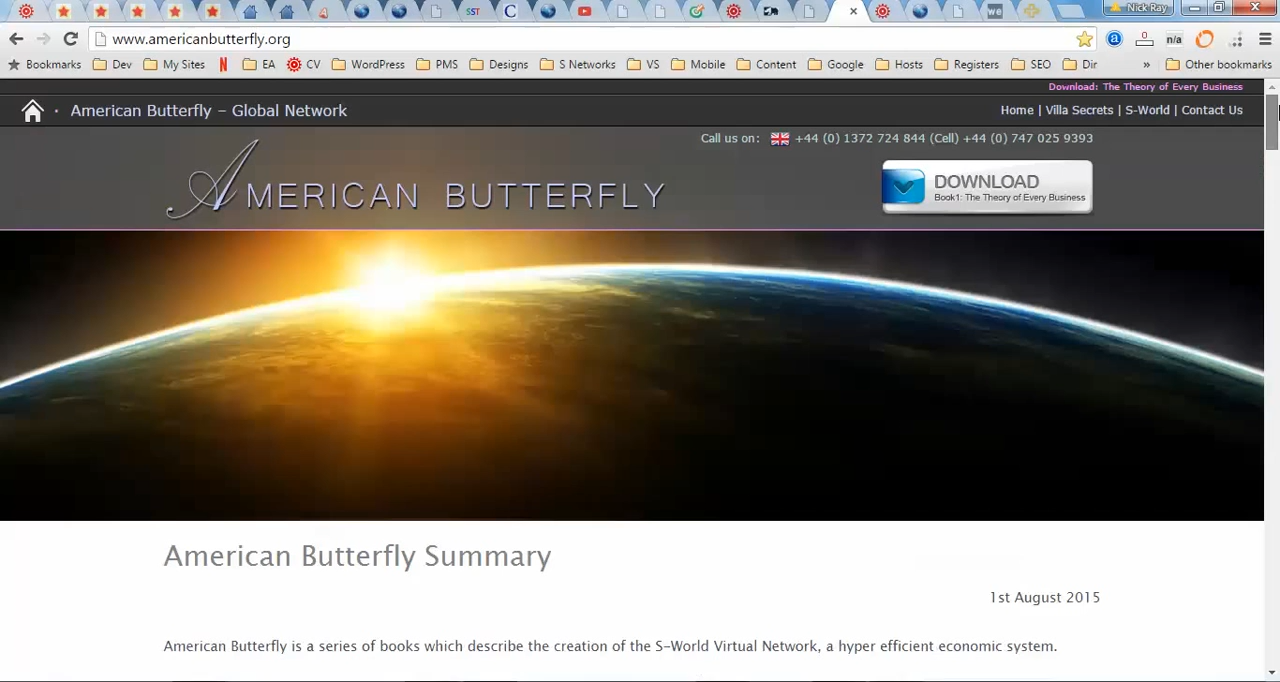 Nick Ray
www.americanbutterfly.org
Bookmarks Dev My Sites EA CV WordPress PMS Designs S Networks VS Mobile Content Google Hosts Registers SEO Dir » Other bookmarks
Download: The Theory of Every Business
· American Butterfly – Global Network
Home | Villa Secrets | S-World | Contact Us
Call us on: +44 (0) 1372 724 844 (Cell) +44 (0) 747 025 9393
AMERICAN BUTTERFLY
DOWNLOAD
Book1: The Theory of Every Business
American Butterfly Summary
1st August 2015
American Butterfly is a series of books which describe the creation of the S-World Virtual Network, a hyper efficient economic system.